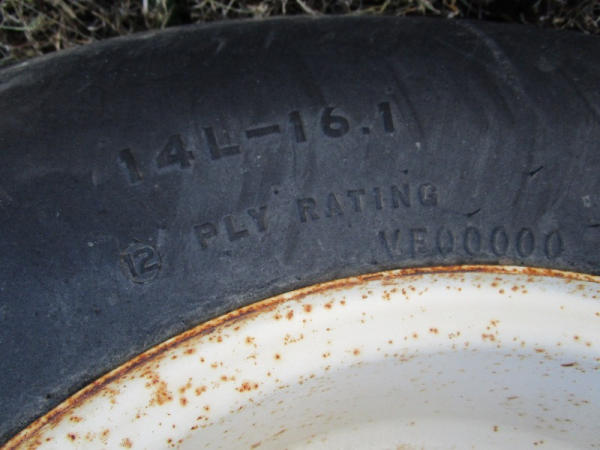 14L-16.1
12 PLY RATING
VF00000